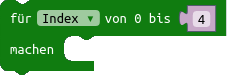 für Index von 0 bis 4
machen